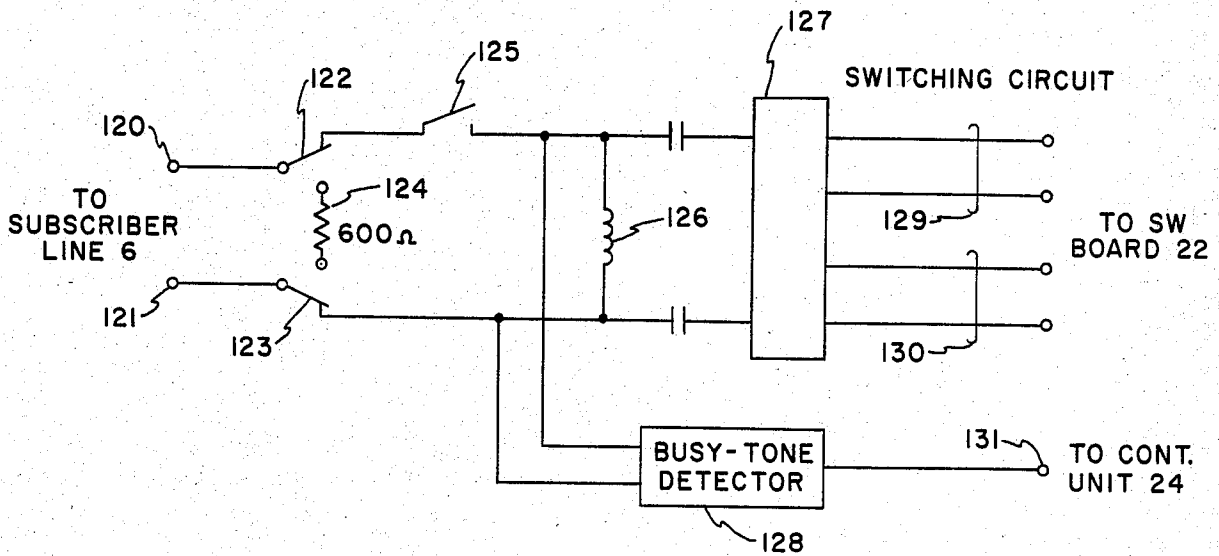 127
SWITCHING CIRCUIT
125
122
120
TO
SUBSCRIBER
LINE 6
124
600Ω
126
129
TO SW
BOARD 22
121
123
130
BUSY-TONE
DETECTOR
131
TO CONT.
UNIT 24
128